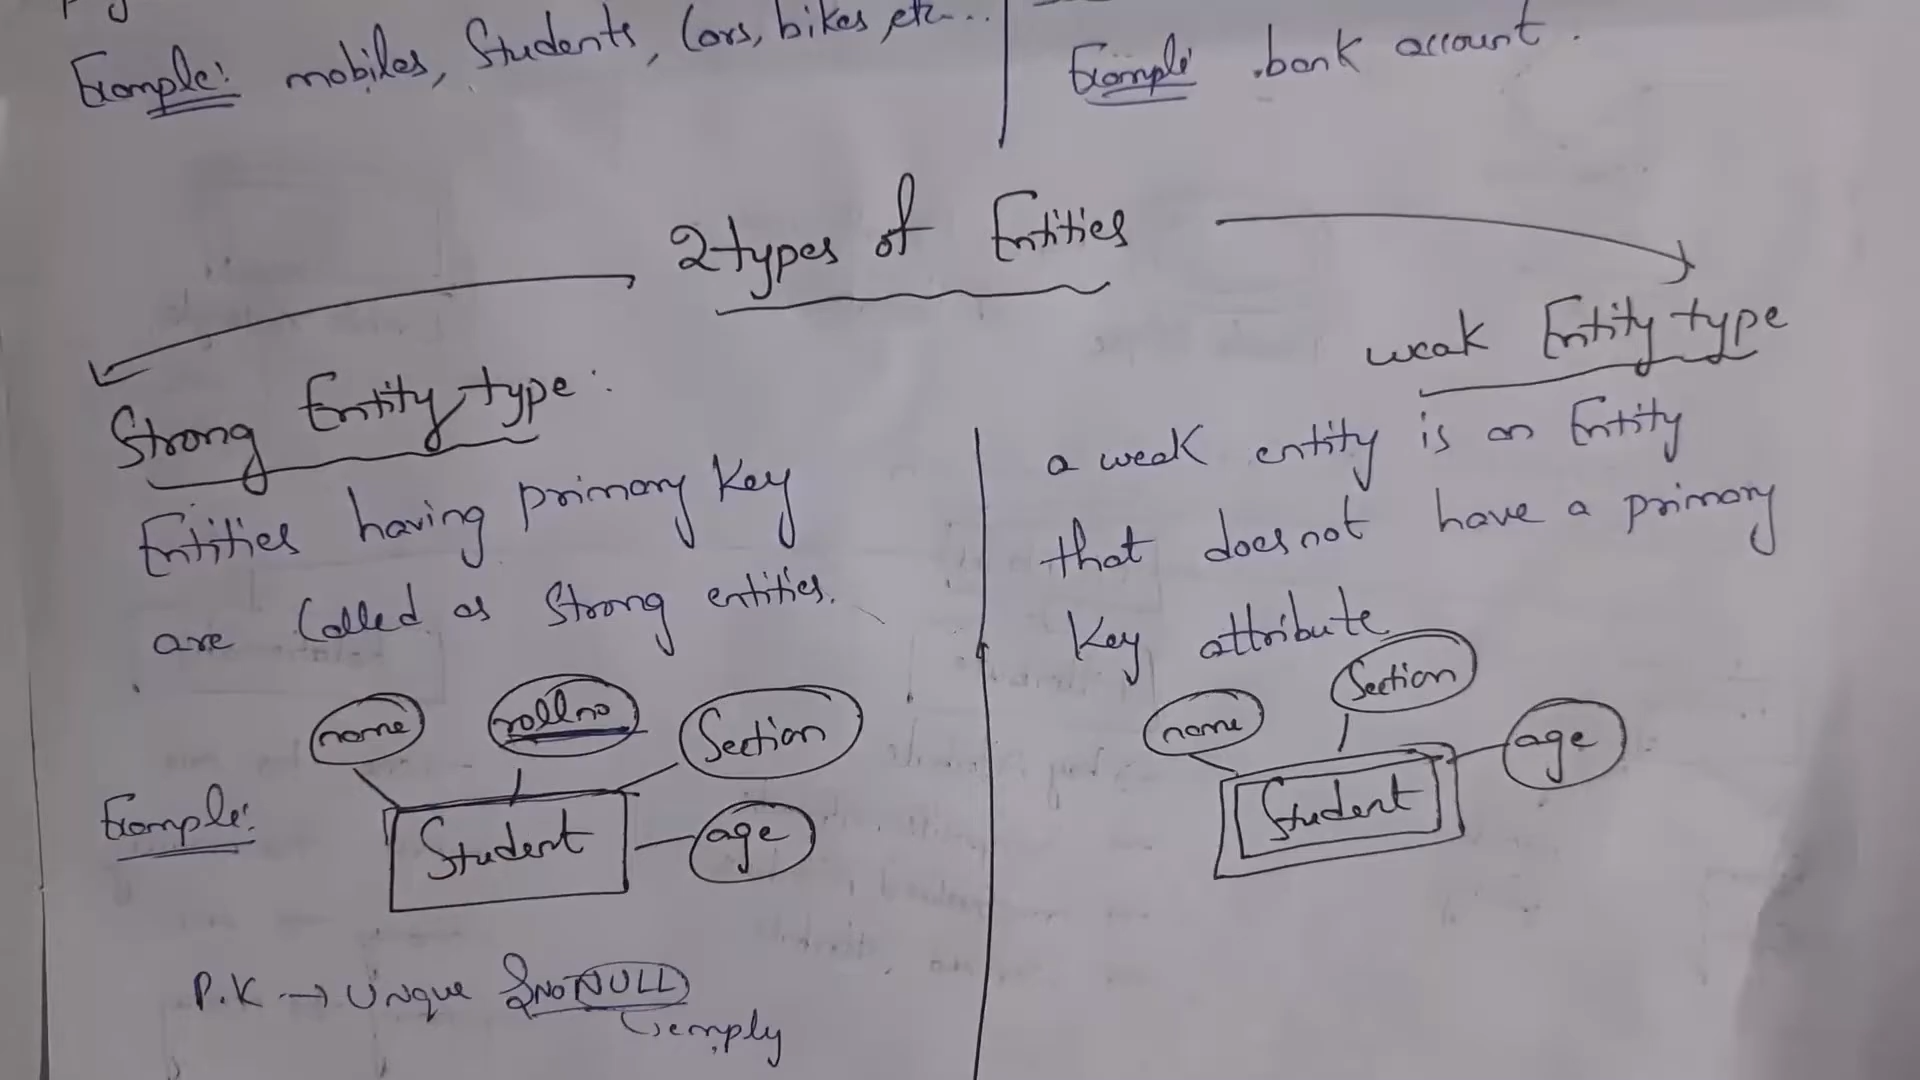 Example: mobiles, Students, Cars, bikes, etc...
Example: bank account.
2 types of Entities
Strong Entity type:
Entities having primary Key
are Called as Strong entities.
name
rollno
Section
Example:
Student
age
P.K → Unque & No NULL
empty
weak Entity type
a weak entity is an Entity
that does not have a primary
Key attribute
Section
name
age
Student